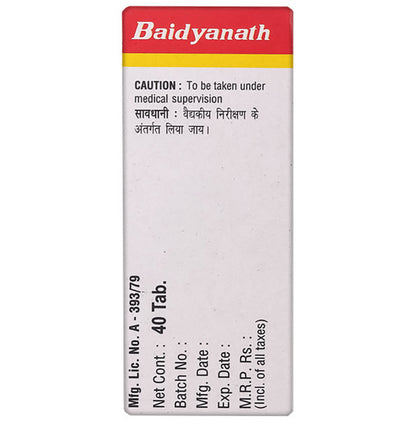 Baidyanath
CAUTION : To be taken under
medical supervision
सावधानी : वैद्यकीय निरीक्षण के
अंतर्गत लिया जाय।
Mfg. Lic. No. A - 393/79
Net Cont. : 40 Tab.
Batch No. :
Mfg. Date :
Exp. Date :
M.R.P. Rs. :
(Incl. of all taxes)